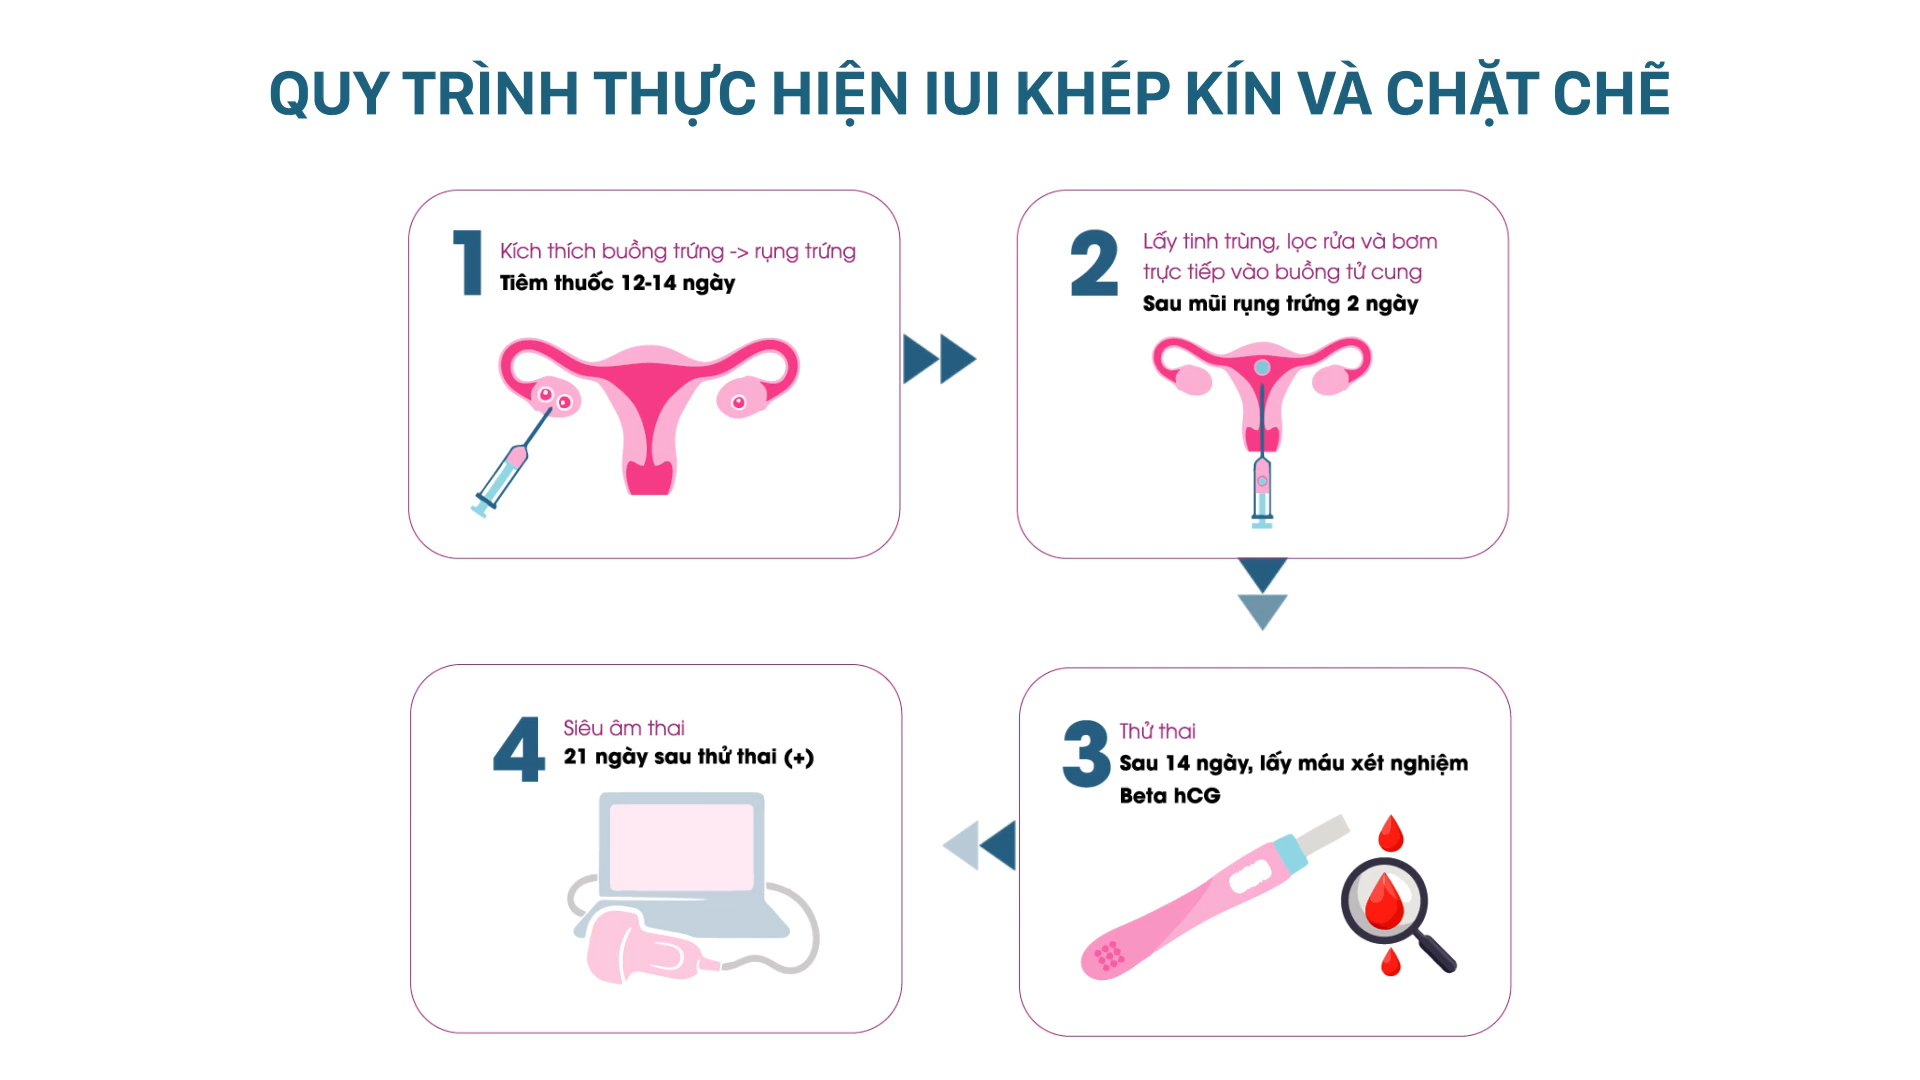 QUY TRÌNH THỰC HIỆN IUI KHÉP KÍN VÀ CHẶT CHẼ
1
Kích thích buồng trứng -> rụng trứng
Tiêm thuốc 12-14 ngày
2
Lấy tinh trùng, lọc rửa và bơm
trực tiếp vào buồng tử cung
Sau mũi rụng trứng 2 ngày
3
Thử thai
Sau 14 ngày, lấy máu xét nghiệm
Beta hCG
4
Siêu âm thai
21 ngày sau thử thai (+)